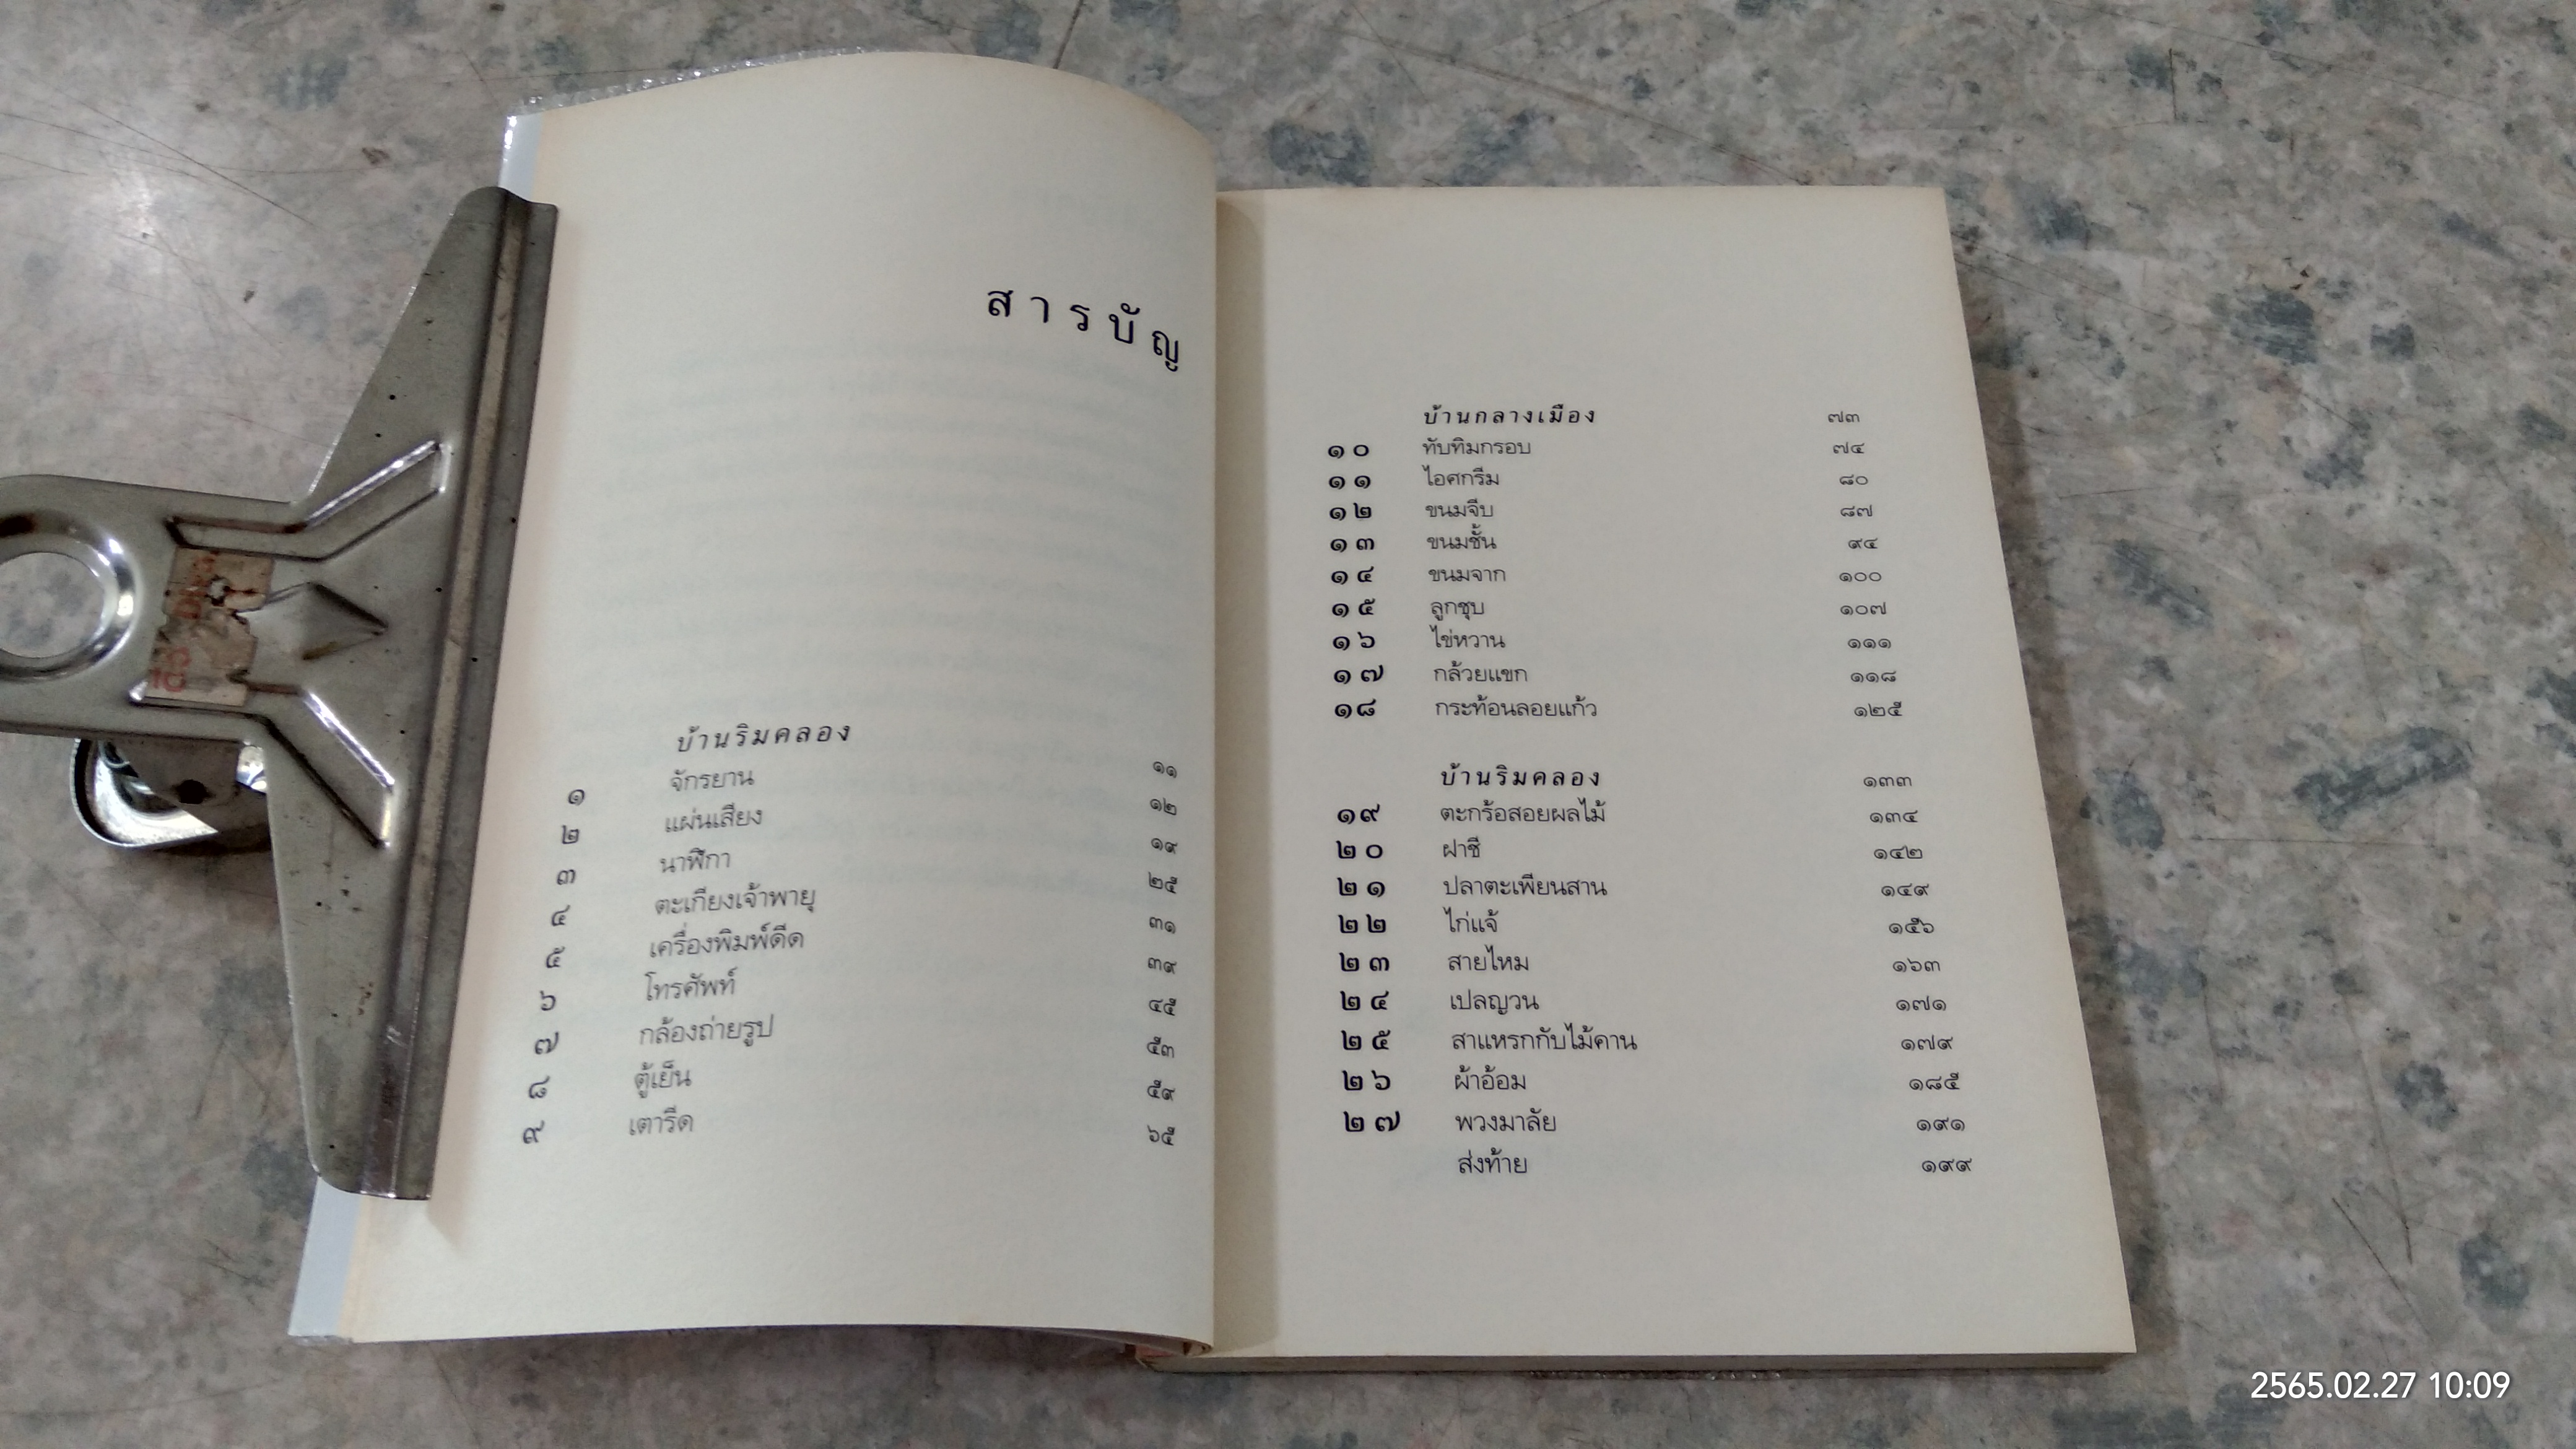 สารบัญ
บ้านริมคลอง ๑๑
๑ จักรยาน ๑๒
๒ แผ่นเสียง ๑๙
๓ นาฬิกา ๒๕
๔ ตะเกียงเจ้าพายุ ๓๑
๕ เครื่องพิมพ์ดีด ๓๙
๖ โทรศัพท์ ๔๕
๗ กล้องถ่ายรูป ๕๓
๘ ตู้เย็น ๕๙
๙ เตารีด ๖๕
บ้านกลางเมือง ๗๓
๑๐ ทับทิมกรอบ ๗๔
๑๑ ไอศกรีม ๘๐
๑๒ ขนมจีบ ๘๗
๑๓ ขนมชั้น ๙๔
๑๔ ขนมจาก ๑๐๐
๑๕ ลูกชุบ ๑๐๗
๑๖ ไข่หวาน ๑๑๑
๑๗ กล้วยแขก ๑๑๘
๑๘ กระท้อนลอยแก้ว ๑๒๕
บ้านริมคลอง ๑๓๓
๑๙ ตะกร้อสอยผลไม้ ๑๓๔
๒๐ ฝาชี ๑๔๒
๒๑ ปลาตะเพียนสาน ๑๔๙
๒๒ ไก่แจ้ ๑๕๖
๒๓ สายไหม ๑๖๓
๒๔ เปลญวน ๑๗๑
๒๕ สาแหรกกับไม้คาน ๑๗๙
๒๖ ผ้าอ้อม ๑๘๕
๒๗ พวงมาลัย ๑๙๑
ส่งท้าย ๑๙๙
2565.02.27 10:09